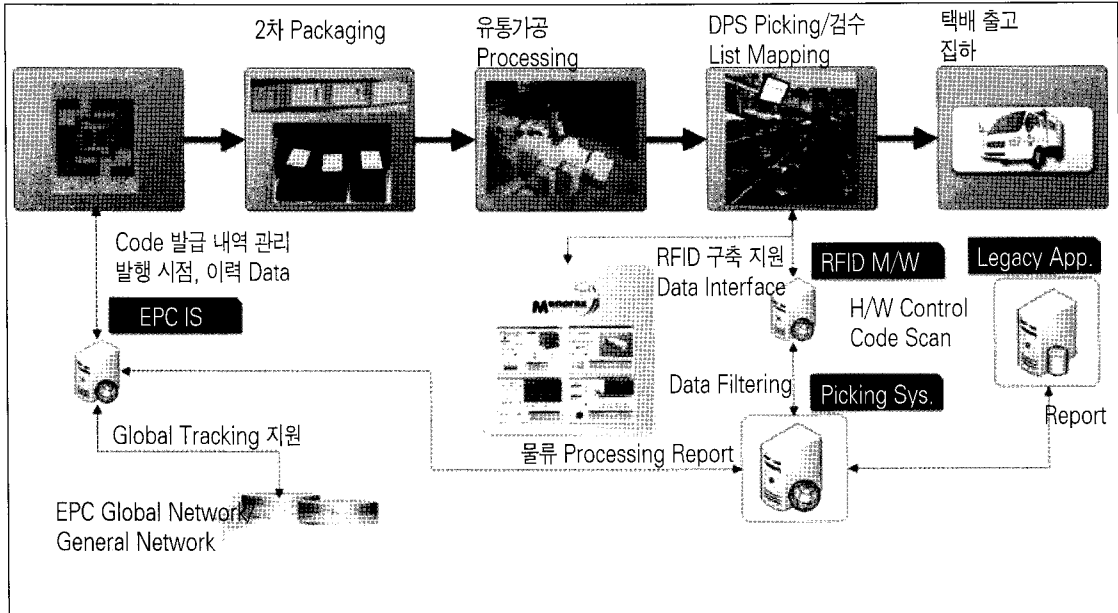 2차 Packaging
유통가공
Processing
DPS Picking/검수
List Mapping
택배 출고
집하
Code 발급 내역 관리
발행 시점, 이력 Data
EPC IS
RFID 구축 지원
Data Interface
RFID M/W
Legacy App.
H/W Control
Code Scan
Data Filtering
Picking Sys.
Report
Global Tracking 지원
물류 Processing Report
EPC Global Network/
General Network